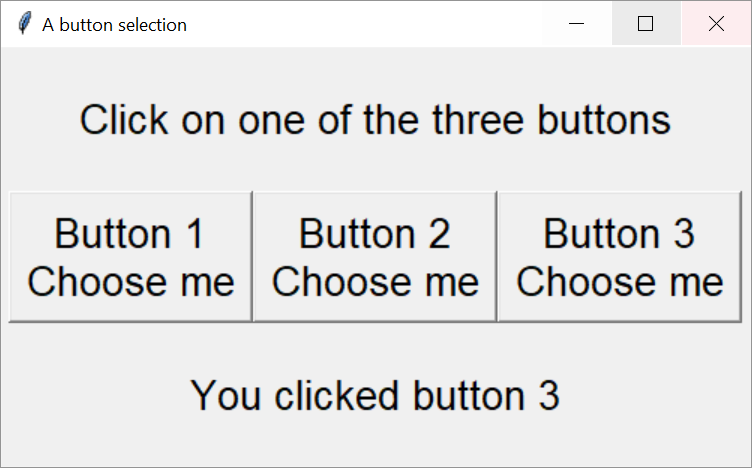 A button selection
Click on one of the three buttons
Button 1
Choose me
Button 2
Choose me
Button 3
Choose me
You clicked button 3